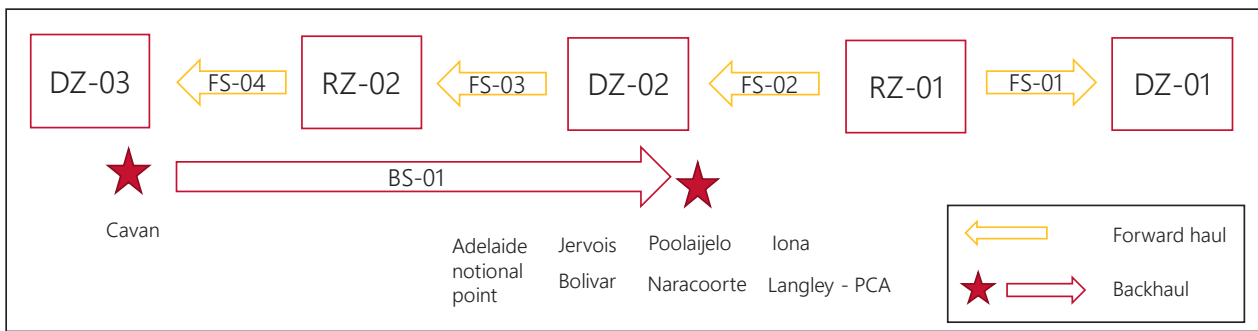 DZ-03
FS-04
RZ-02
FS-03
DZ-02
FS-02
RZ-01
FS-01
DZ-01
BS-01
Cavan
Adelaide
notional
point
Jervois
Bolivar
Poolaijelo
Naracoorte
Iona
Langley - PCA
Forward haul
Backhaul